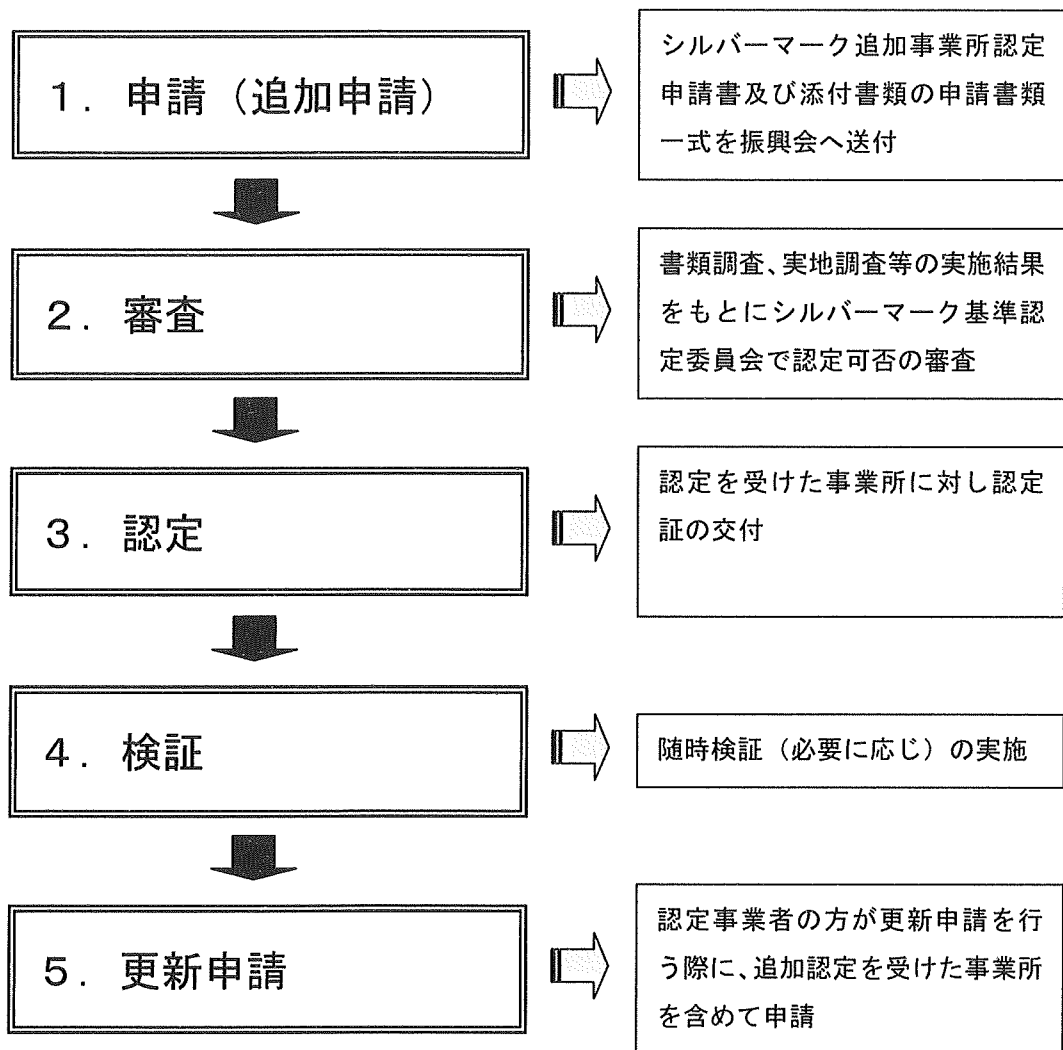 1．申請（追加申請）
シルバーマーク追加事業所認定
申請書及び添付書類の申請書類
一式を振興会へ送付
2．審査
書類調査、実地調査等の実施結果
をもとにシルバーマーク基準認
定委員会で認定可否の審査
3．認定
認定を受けた事業所に対し認定
証の交付
4．検証
随時検証（必要に応じ）の実施
5．更新申請
認定事業者の方が更新申請を行
う際に、追加認定を受けた事業所
を含めて申請